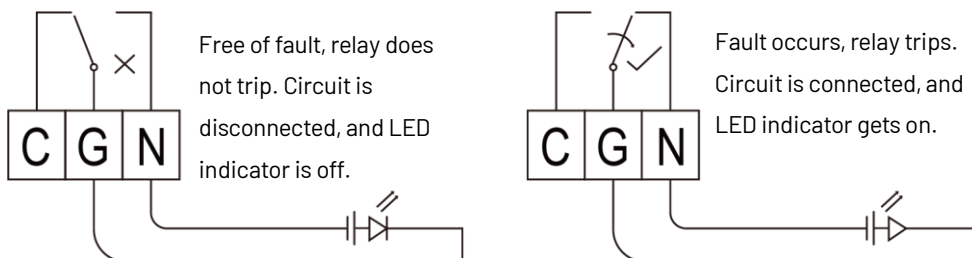 Free of fault, relay does
not trip. Circuit is
disconnected, and LED
indicator is off.
C G N
Fault occurs, relay trips.
Circuit is connected, and
LED indicator gets on.
C G N